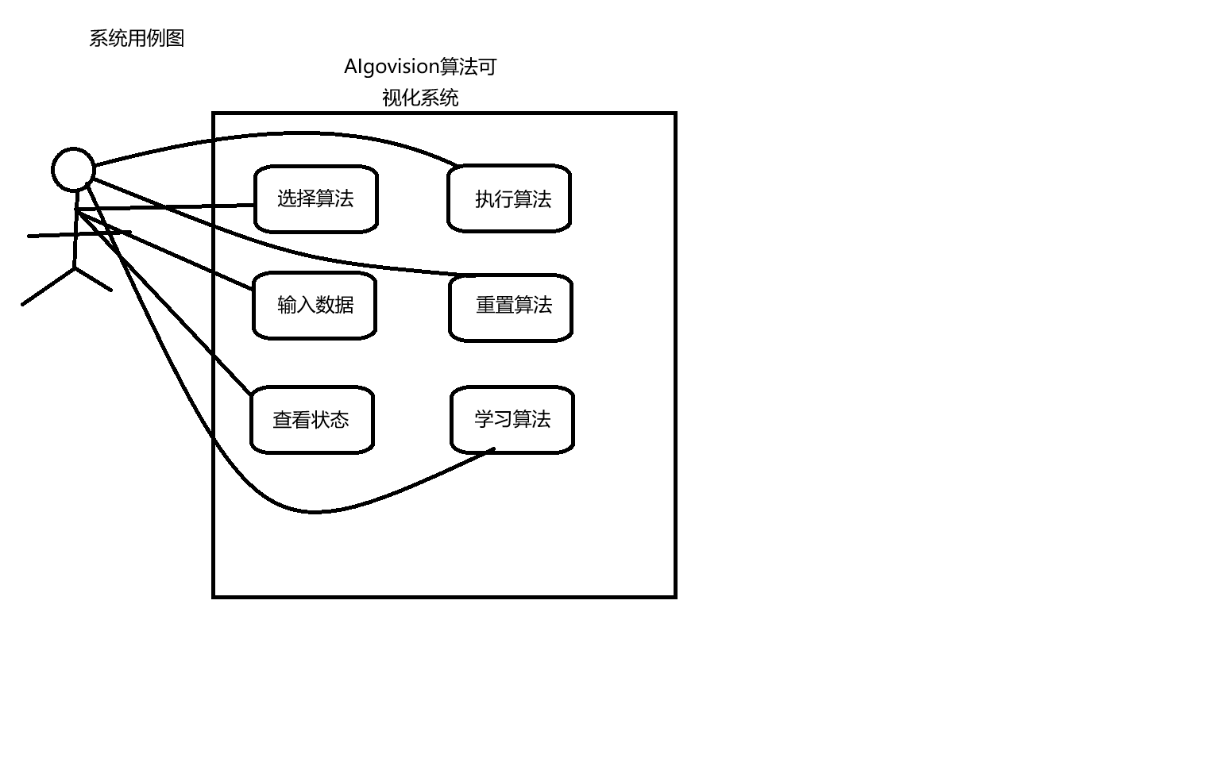 系统用例图
Algovision算法可
视化系统
选择算法
执行算法
输入数据
重置算法
查看状态
学习算法